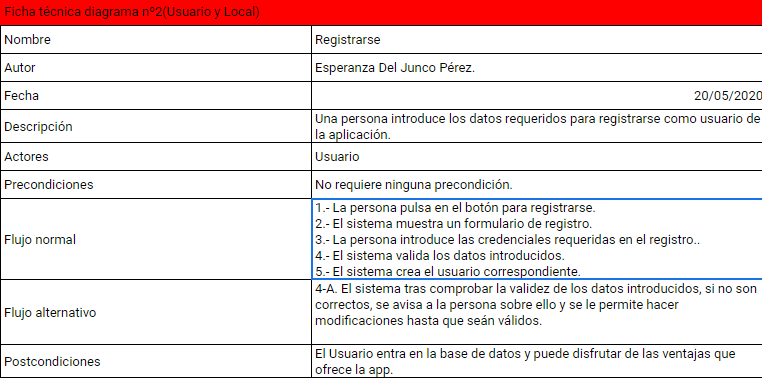 Ficha técnica diagrama nº2(Usuario y Local)
Nombre
Registrarse
Autor
Esperanza Del Junco Pérez.
Fecha
20/05/2020
Descripción
Una persona introduce los datos requeridos para registrarse como usuario de
la aplicación.
Actores
Usuario
Precondiciones
No requiere ninguna precondición.
Flujo normal
1.- La persona pulsa en el botón para registrarse.
2.- El sistema muestra un formulario de registro.
3.- La persona introduce las credenciales requeridas en el registro..
4.- El sistema valida los datos introducidos.
5.- El sistema crea el usuario correspondiente.
Flujo alternativo
4-A. El sistema tras comprobar la validez de los datos introducidos, si no son
correctos, se avisa a la persona sobre ello y se le permite hacer
modificaciones hasta que seán válidos.
Postcondiciones
El Usuario entra en la base de datos y puede disfrutar de las ventajas que
ofrece la app.